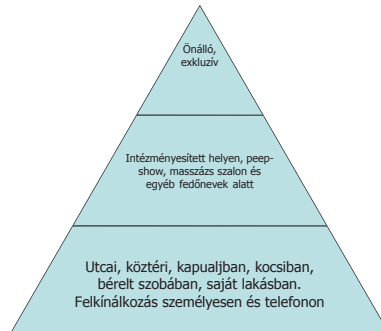 Önálló,
exkluzív
Intézményesített helyen, peep-
show, masszázs szalon és
egyéb fedőnevek alatt
Utcai, köztéri, kapualjban, kocsiban,
bérelt szobában, saját lakásban.
Felkínálkozás személyesen és telefonon